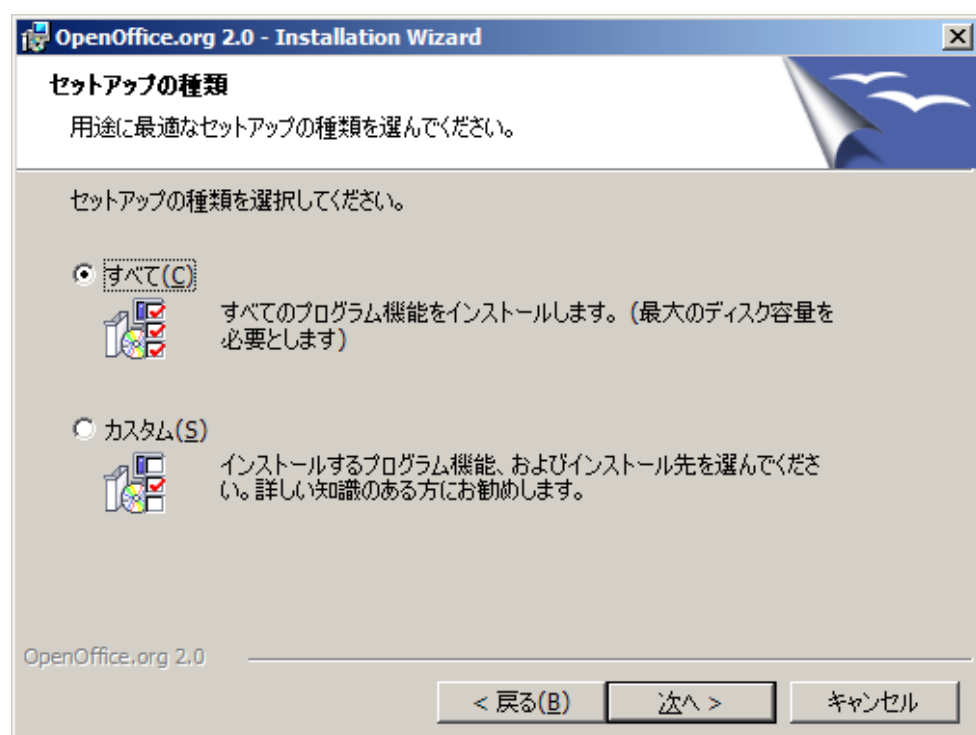 OpenOffice.org 2.0 - Installation Wizard
セットアップの種類
用途に最適なセットアップの種類を選んでください。
セットアップの種類を選択してください。
すべて(C)
すべてのプログラム機能をインストールします。(最大のディスク容量を
必要とします)
カスタム(S)
インストールするプログラム機能、およびインストール先を選んでくださ
い。詳しい知識のある方にお勧めします。
OpenOffice.org 2.0
< 戻る(B)
次へ >
キャンセル